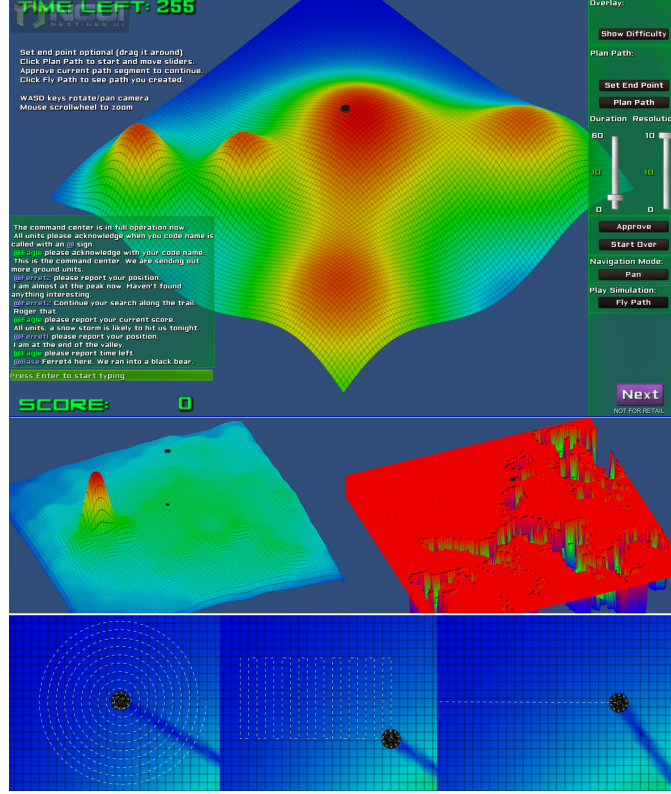 TIME LEFT: 255
NEXT-GEN UI
Set end point optional (drag it around)
Click Plan Path to start and move sliders.
Approve current path segment to continue.
Click Fly Path to see path you created.
WASD keys rotate/pan camera
Mouse scrollwheel to zoom
The command center is in full operation now
All units please acknowledge when you code name is
called with an @ sign.
@Eagle please acknowledge with your code name.
This is the command center. We are sending out
more ground units.
@Ferret2 please report your position.
I am almost at the peak now. Haven't found
anything interesting.
@Ferret2 Continue your search along the trail.
Roger that.
@Eagle please report your current score.
All units, a snow storm is likely to hit us tonight.
@Ferret1 please report your position.
I am at the end of the valley.
@Eagle please report time left.
@Base Ferret4 here. We ran into a black bear.
Press Enter to start typing
SCORE: 0
Overlay:
Show Difficulty
Plan Path:
Set End Point
Plan Path
Duration Resolutio
60 10
10 10
0 0
Approve
Start Over
Navigation Mode:
Pan
Play Simulation:
Fly Path
Next
NOT FOR RETAIL